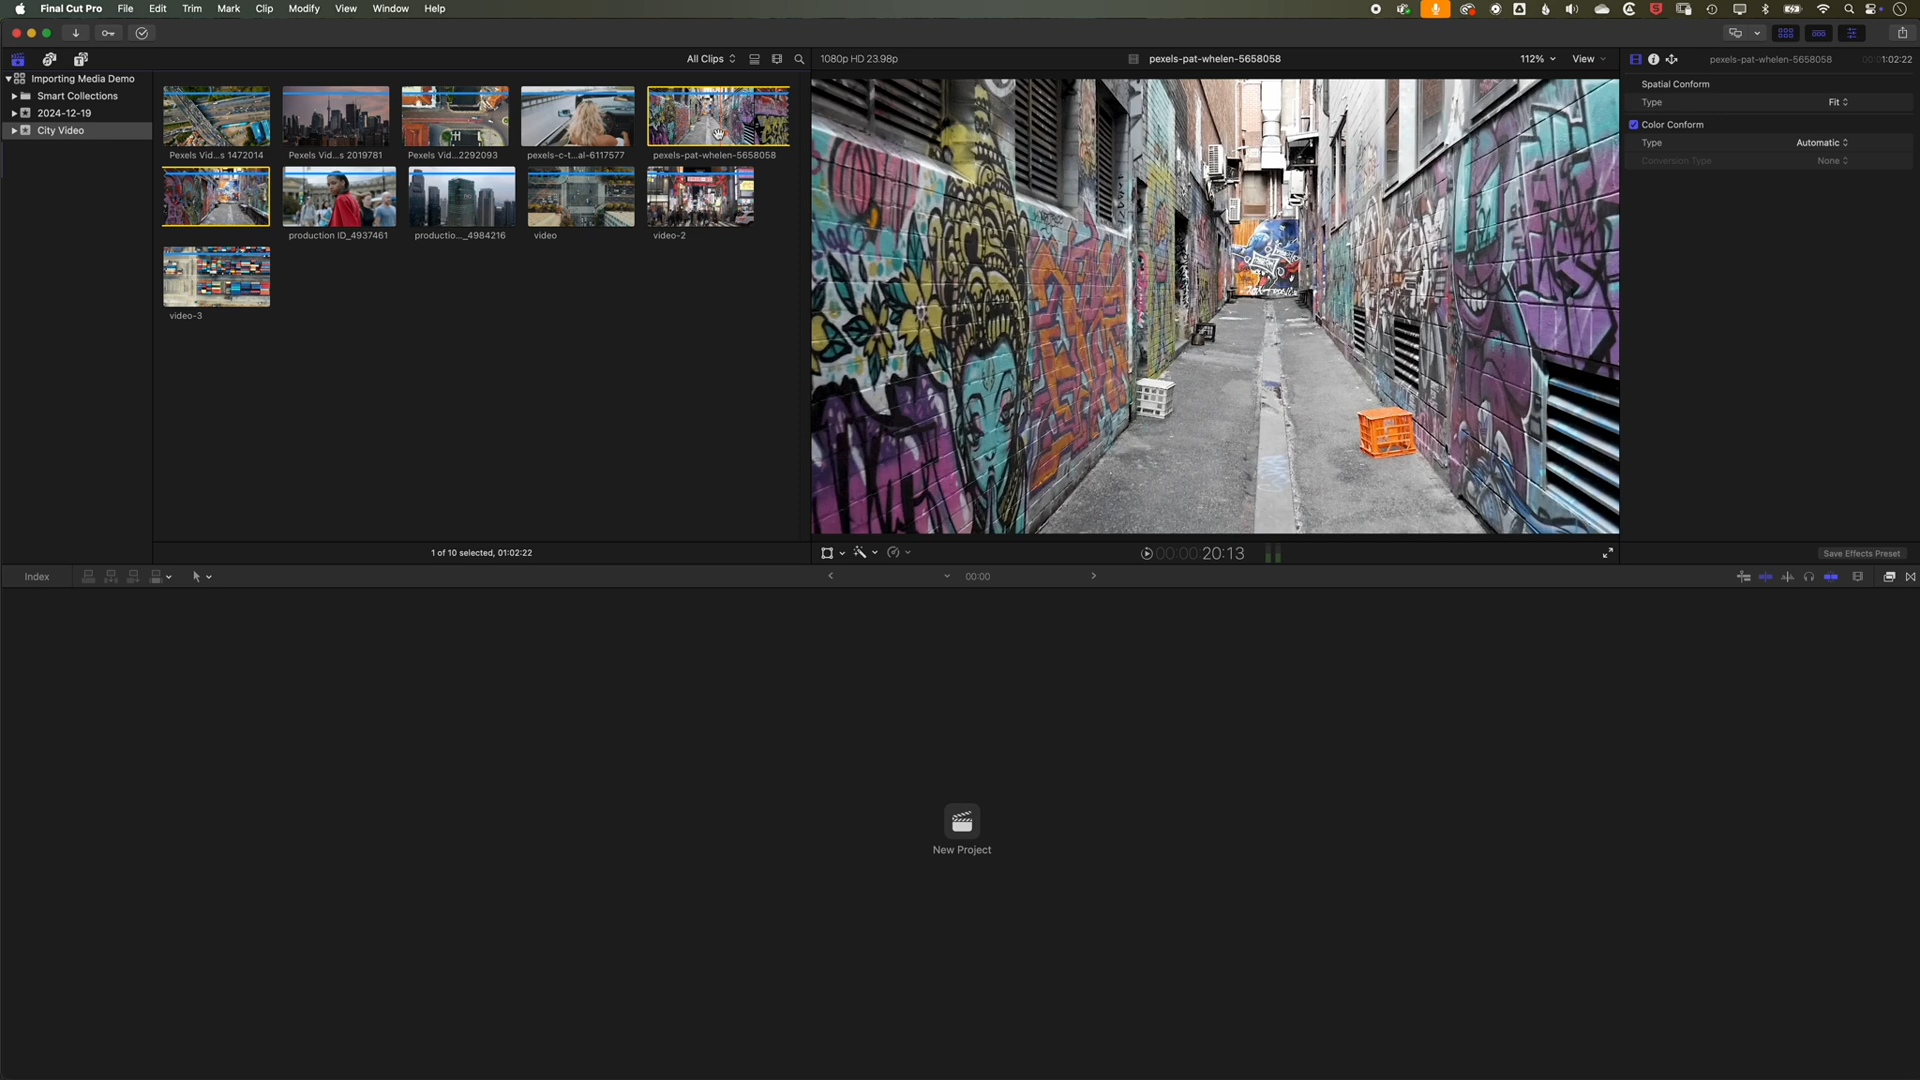 Final Cut Pro File Edit Trim Mark Clip Modify View Window Help
All Clips
1080p HD 23.98p
pexels-pat-whelen-5658058
112%
View
pexels-pat-whelen-5658058
00:00:1:02:22
Importing Media Demo
Smart Collections
2024-12-19
City Video
Pexels Vid...s 1472014
Pexels Vid...s 2019781
Pexels Vid...2292093
pexels-c-t...al-6117577
pexels-pat-whelen-5658058
production ID_4937461
productio..._4984216
video
video-2
video-3
Spatial Conform
Type Fit
Color Conform
Type Automatic
Conversion Type None
1 of 10 selected, 01:02:22
00:00:20:13
Save Effects Preset
Index
00:00
New Project